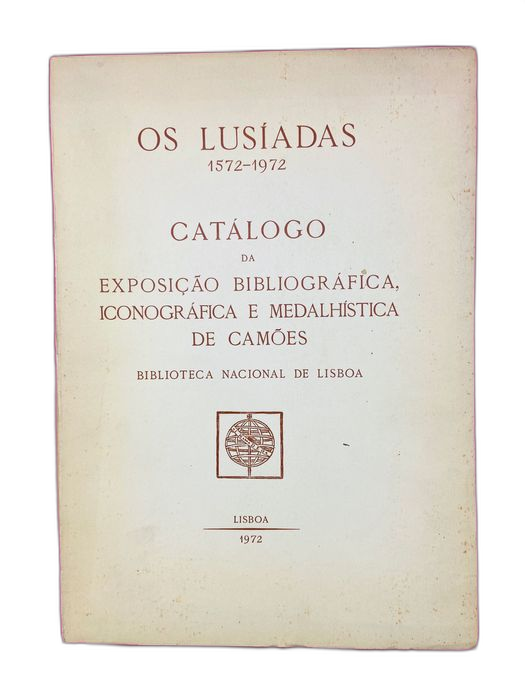 OS LUSÍADAS
1572-1972
CATÁLOGO
DA
EXPOSIÇÃO BIBLIOGRÁFICA,
ICONOGRÁFICA E MEDALHÍSTICA
DE CAMÕES
BIBLIOTECA NACIONAL DE LISBOA
LISBOA
1972